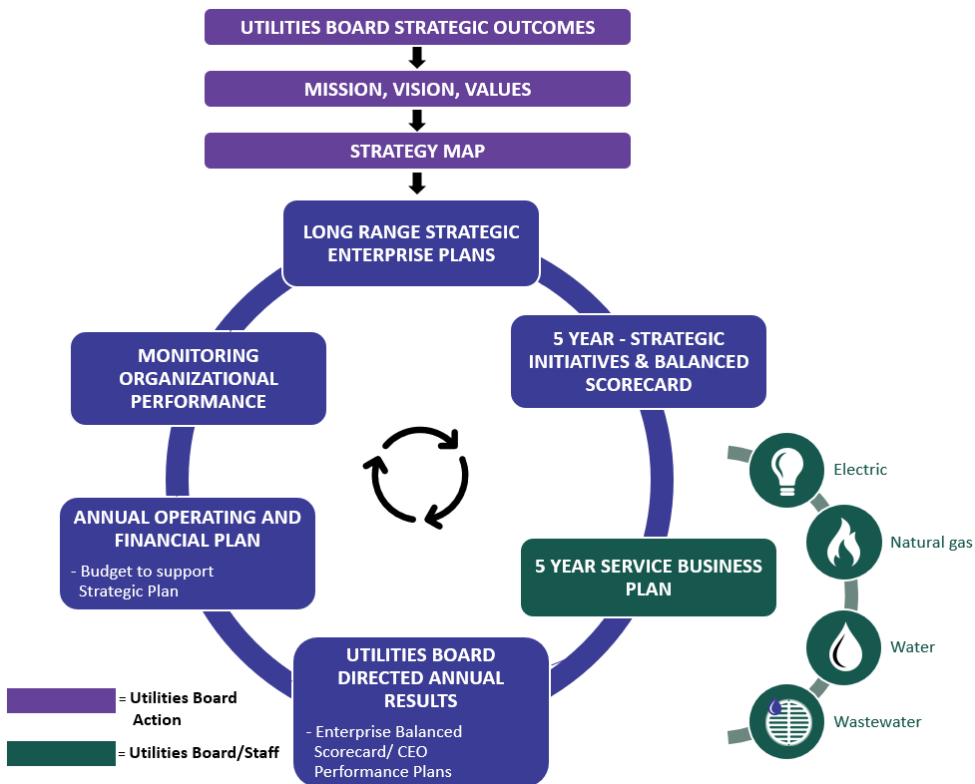 UTILITIES BOARD STRATEGIC OUTCOMES
MISSION, VISION, VALUES
STRATEGY MAP
LONG RANGE STRATEGIC
ENTERPRISE PLANS
5 YEAR - STRATEGIC
INITIATIVES & BALANCED
SCORECARD
5 YEAR SERVICE BUSINESS
PLAN
Electric
Natural gas
Water
Wastewater
UTILITIES BOARD
DIRECTED ANNUAL
RESULTS
- Enterprise Balanced
Scorecard/ CEO
Performance Plans
ANNUAL OPERATING AND
FINANCIAL PLAN
- Budget to support
Strategic Plan
MONITORING
ORGANIZATIONAL
PERFORMANCE
= Utilities Board
Action
= Utilities Board/Staff